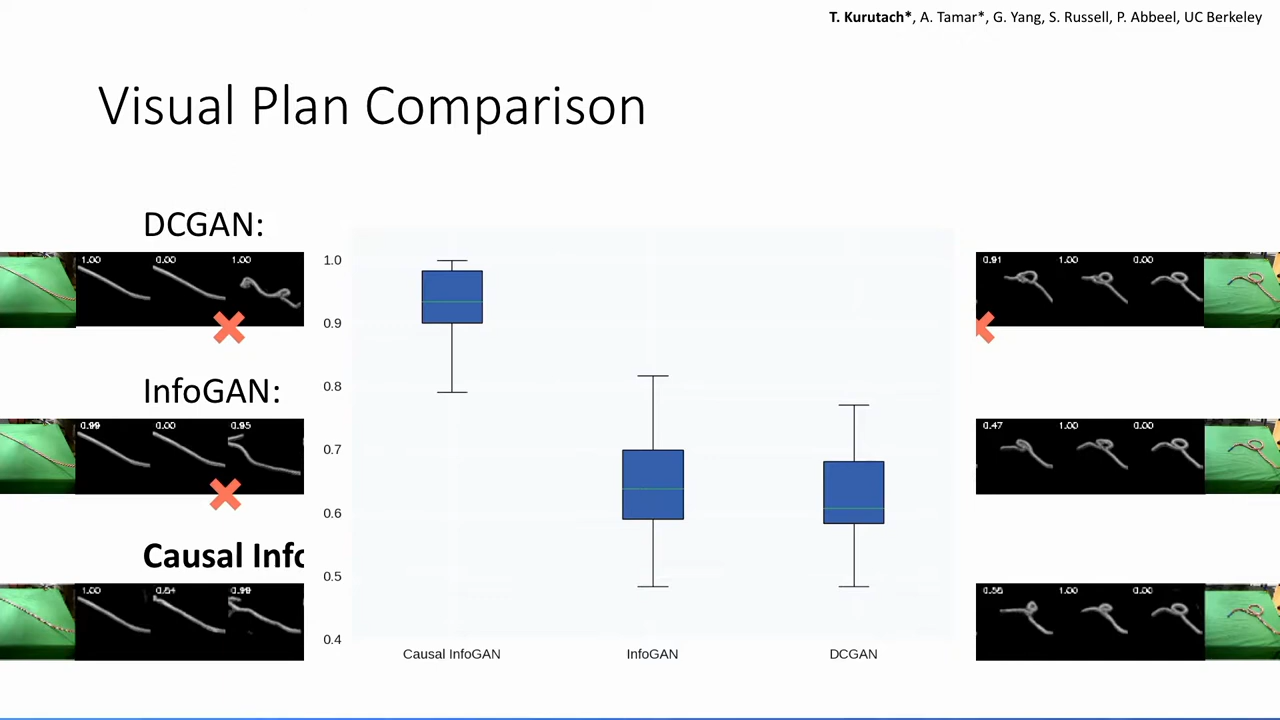 T. Kurutach*, A. Tamar*, G. Yang, S. Russell, P. Abbeel, UC Berkeley
Visual Plan Comparison
DCGAN:
1.00 0.00 1.00
0.91 1.00 0.00
InfoGAN:
0.99 0.00 0.95
0.47 1.00 0.00
Causal Info
1.00
1.00 0.00
1.0
0.9
0.8
0.7
0.6
0.5
0.4
Causal InfoGAN InfoGAN DCGAN